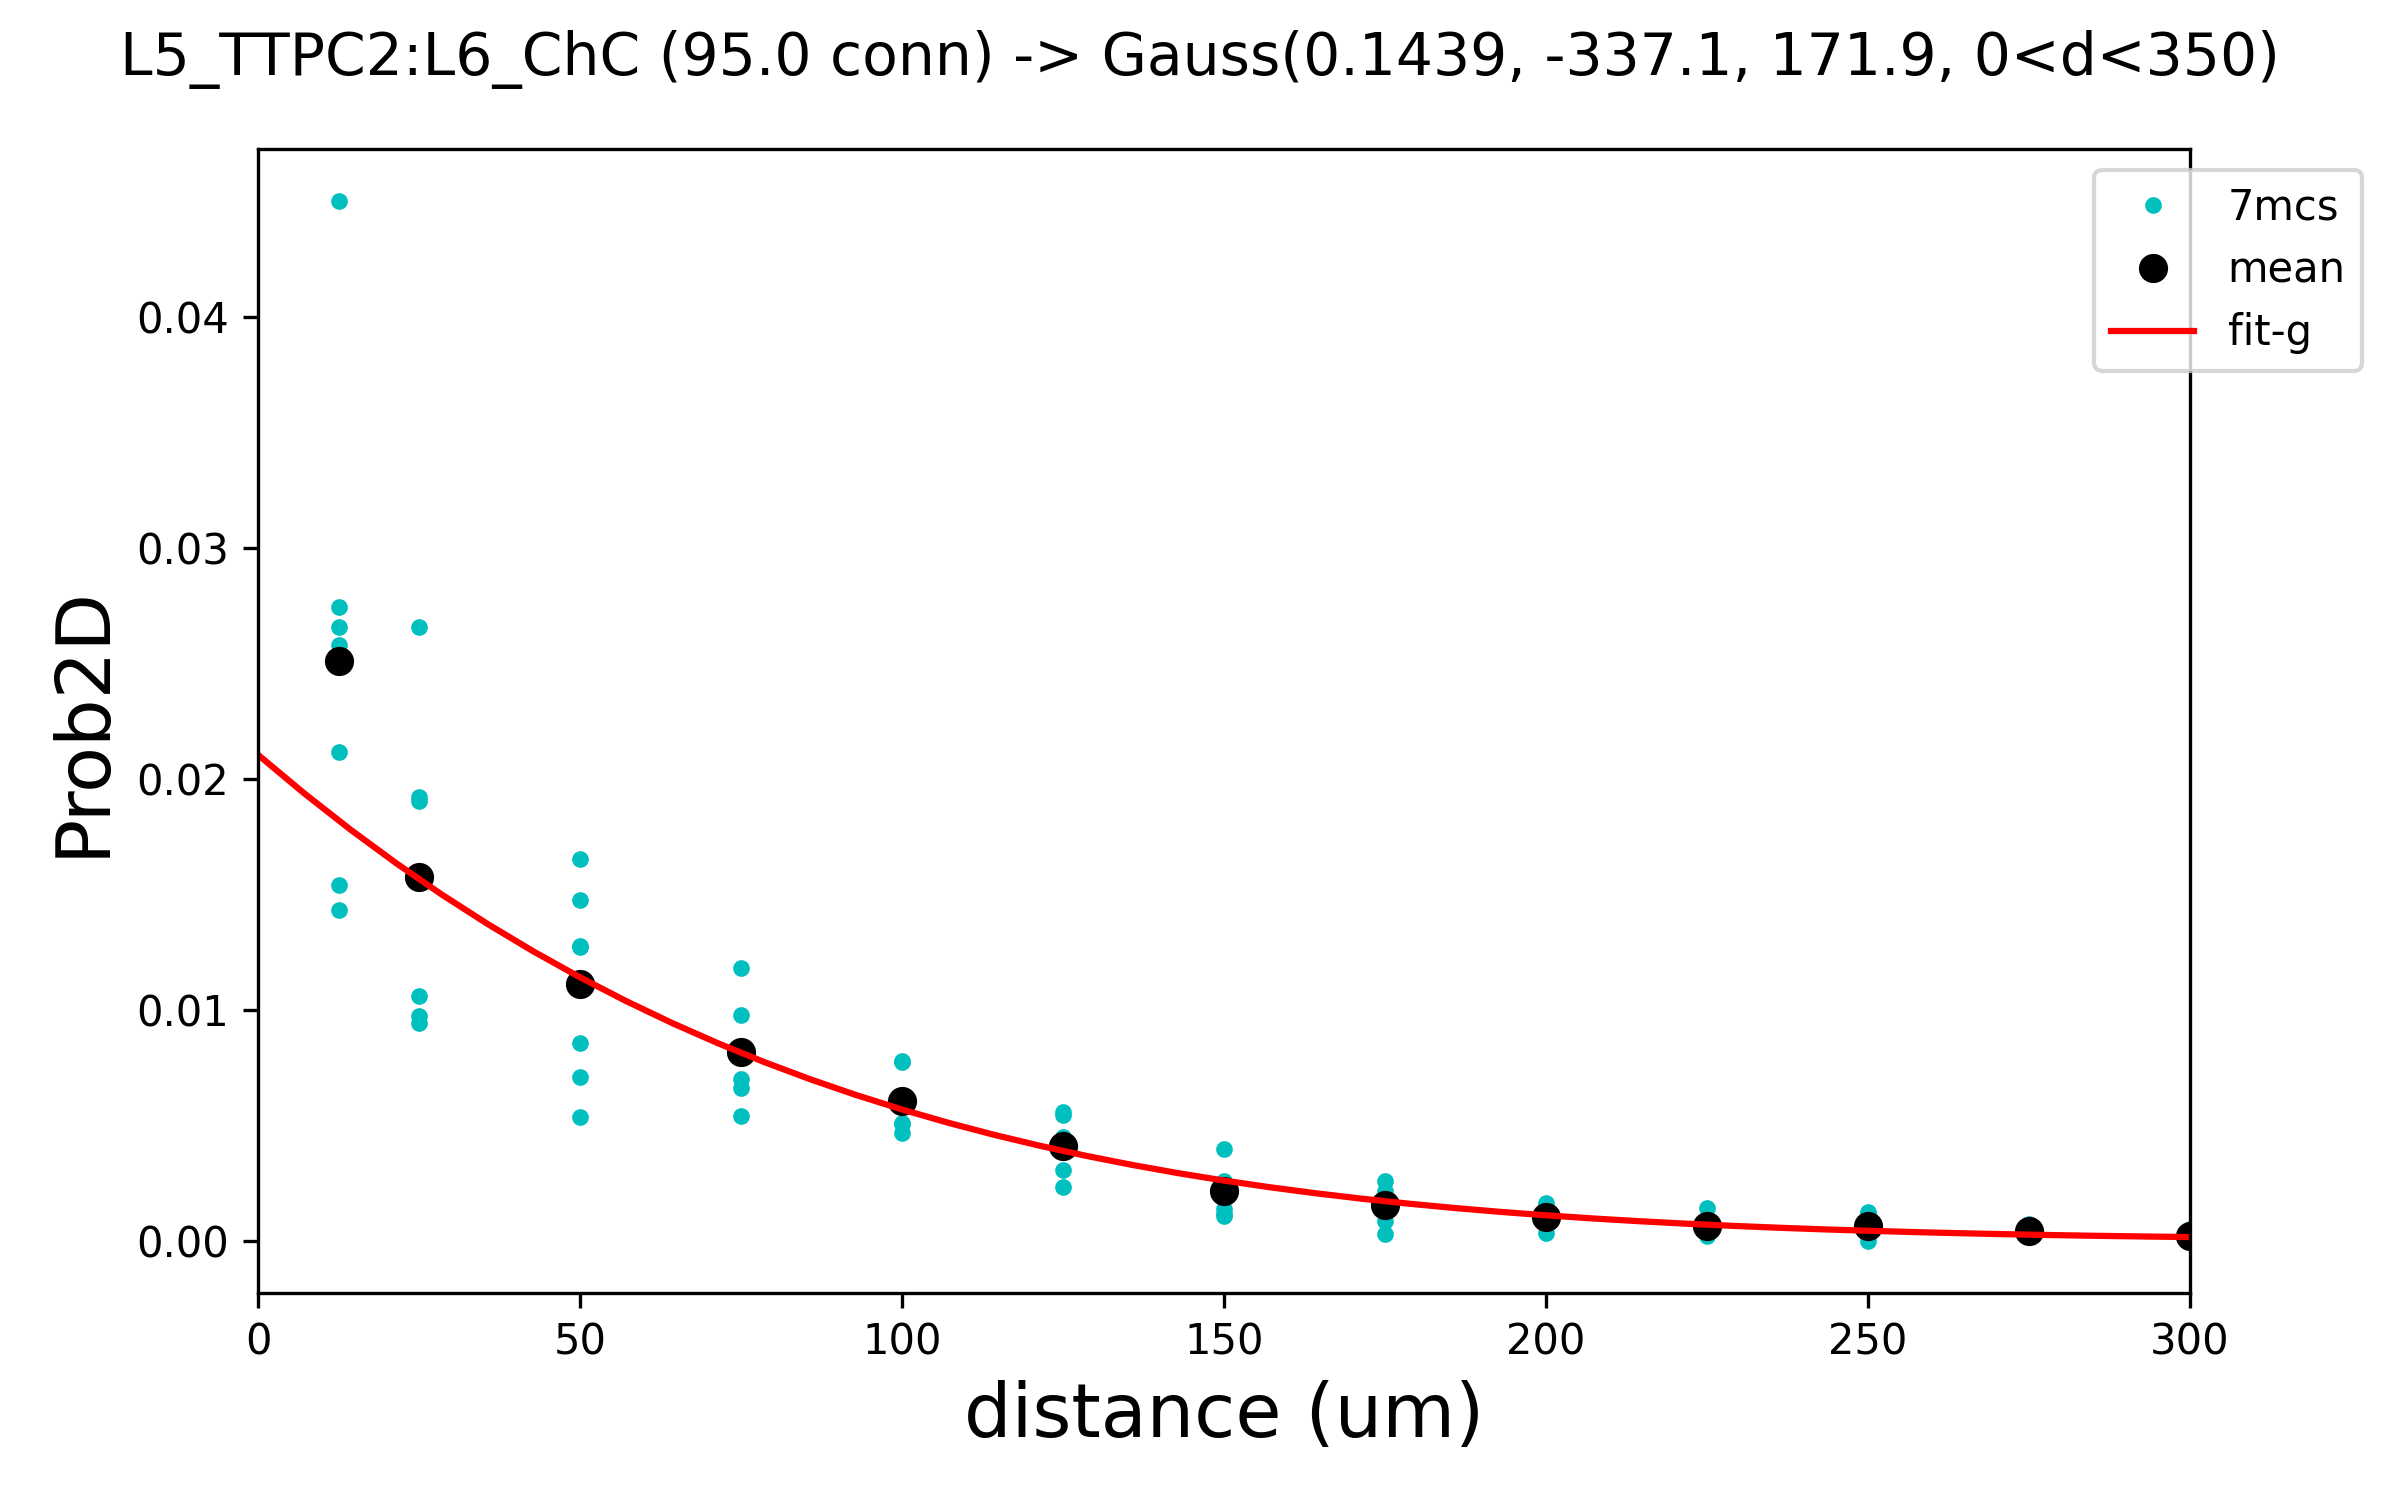 L5_TTPC2:L6_ChC (95.0 conn) -> Gauss(0.1439, -337.1, 171.9, 0<d<350)
7mcs
mean
fit-g
0.04
0.03
0.02
0.01
0.00
Prob2D
0 50 100 150 200 250 300
distance (um)